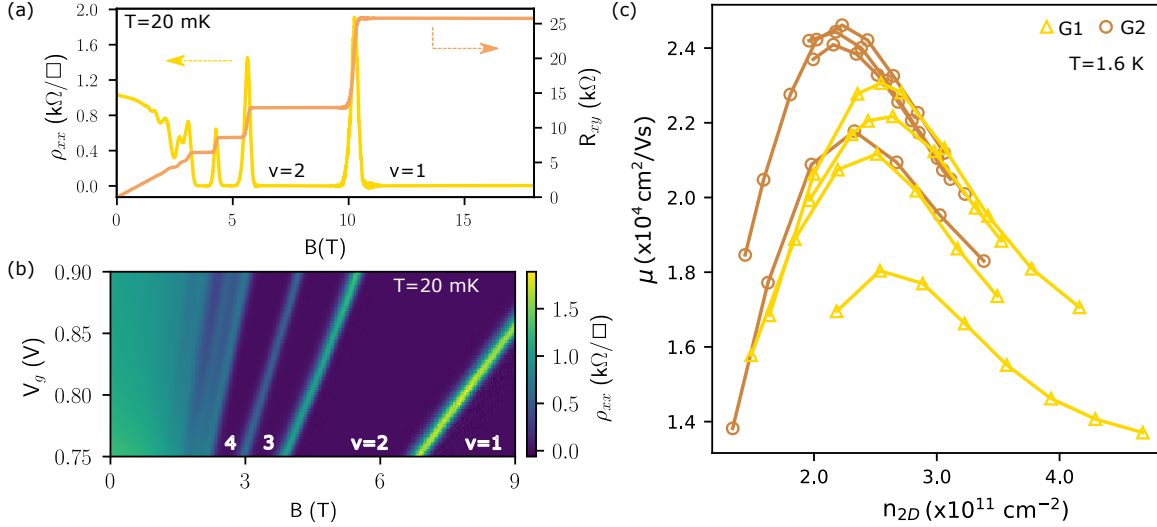 (a)
T=20 mK
2.0
1.6
1.2
0.8
0.4
0.0
ρxx (kΩ/□)
25
20
15
10
5
0
Rxy (kΩ)
v=2
v=1
0
5
10
15
B(T)
(b)
T=20 mK
0.90
0.85
0.80
0.75
Vg (V)
4
3
v=2
v=1
0
3
6
9
B (T)
1.5
1.0
0.5
0.0
ρxx (kΩ/□)
(c)
G1
G2
T=1.6 K
2.4
2.2
2.0
1.8
1.6
1.4
μ (x10⁴ cm²/Vs)
2.0
3.0
4.0
n2D (x10¹¹ cm⁻²)